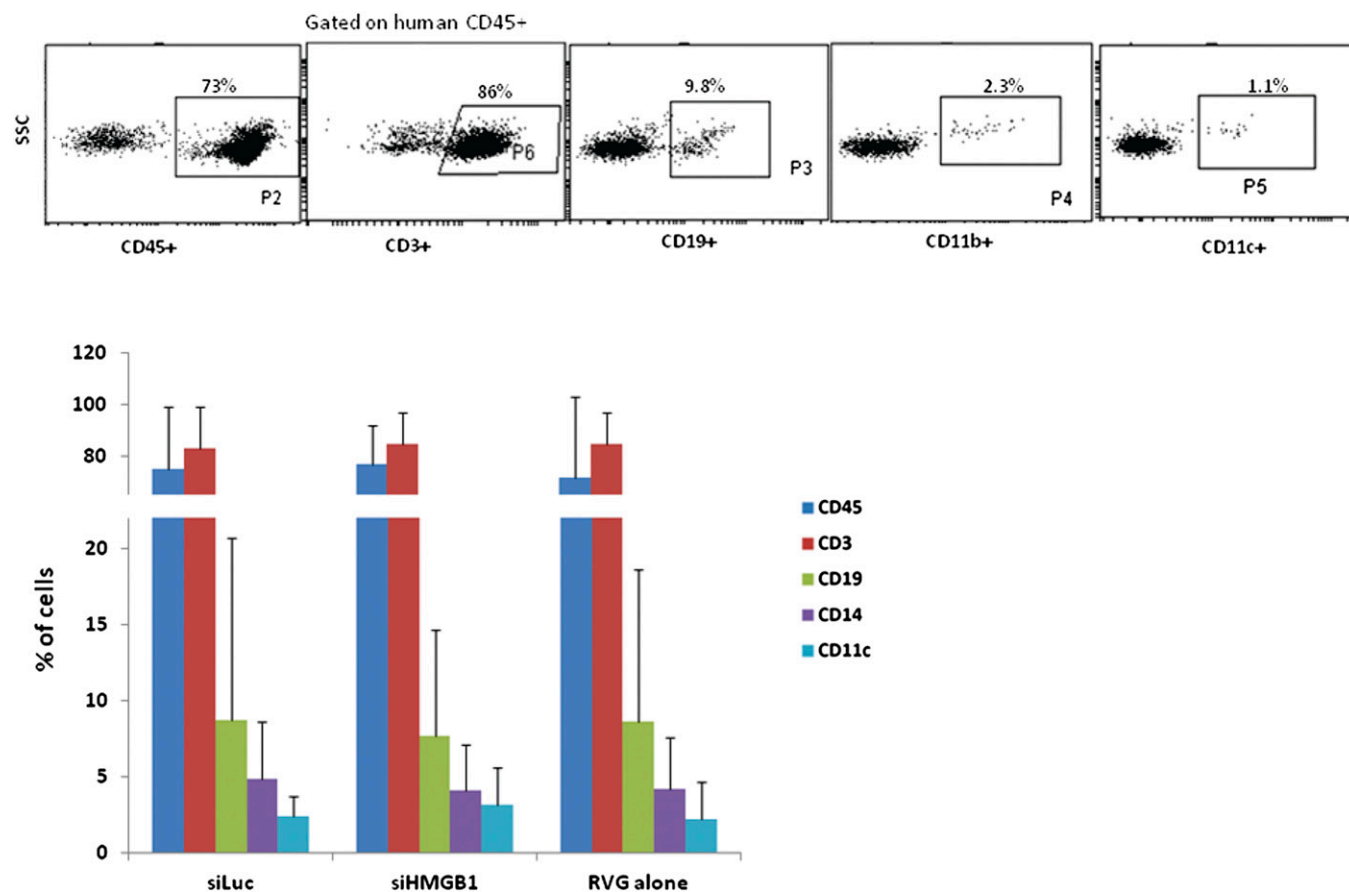 Gated on human CD45+
73%
86%
9.8%
2.3%
1.1%
SSC
P2
P6
P3
P4
P5
CD45+
CD3+
CD19+
CD11b+
CD11c+
120
100
80
20
15
10
5
0
% of cells
siLuc
siHMGB1
RVG alone
CD45
CD3
CD19
CD14
CD11c